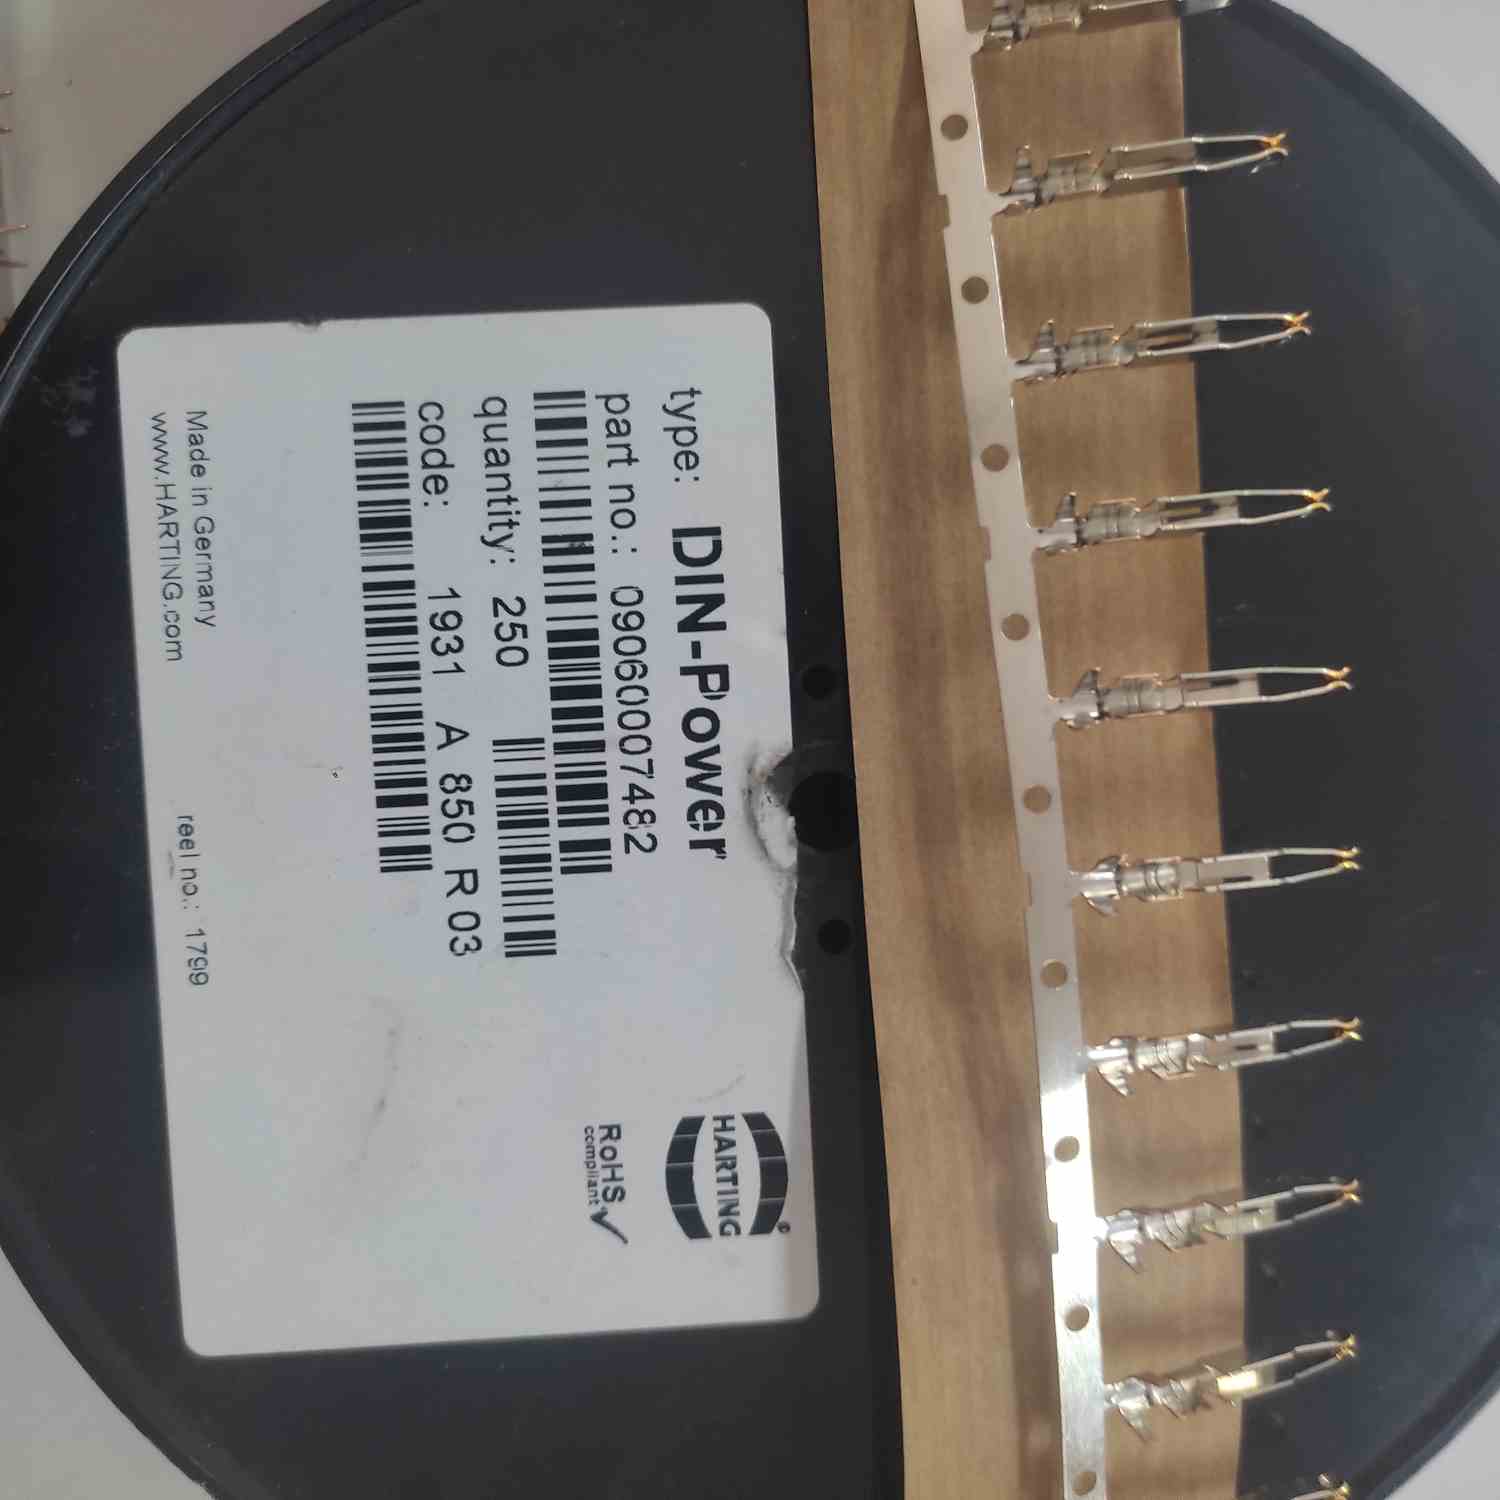 type: DIN-Power
part no.: 09060007482
quantity: 250
code: 1931 A 850 R 03
Made in Germany
www.HARTING.com
reel no.: 1799
HARTING
RoHS
compliant